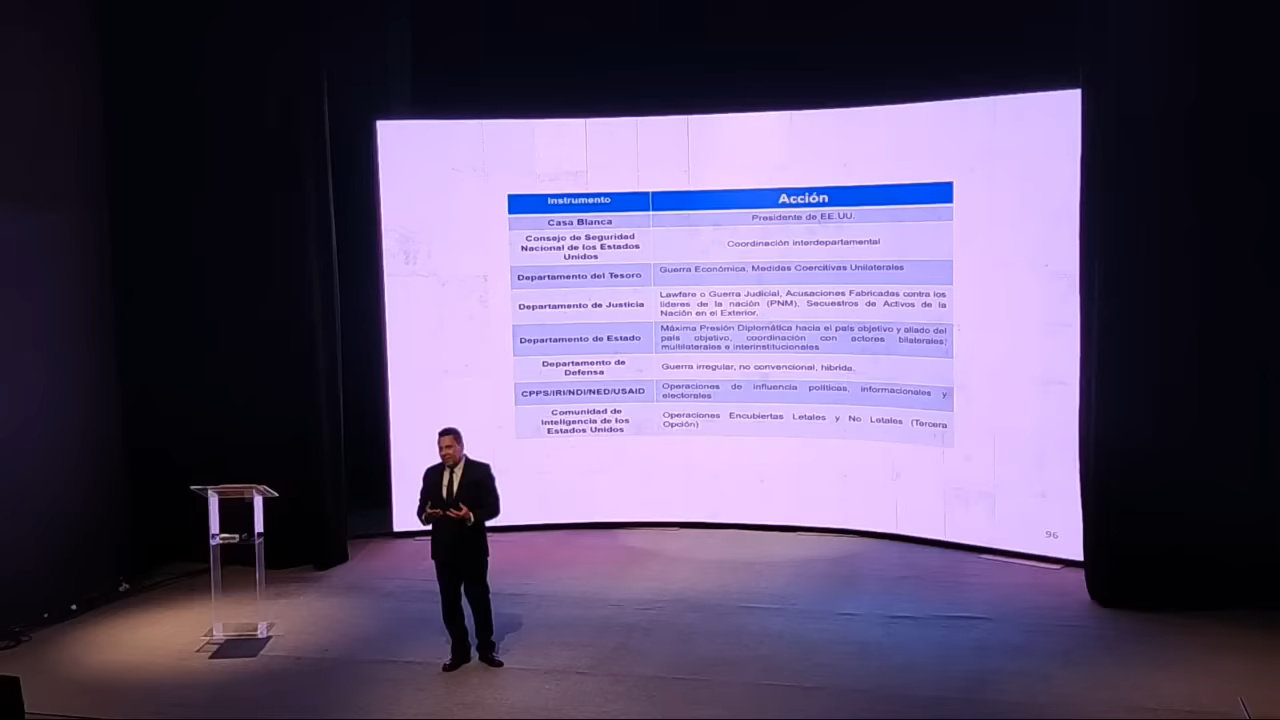 Instrumento Acción
Casa Blanca Presidente de EE.UU.
Consejo de Seguridad
Nacional de los Estados
Unidos
Coordinación interdepartamental
Departamento del Tesoro Guerra Económica, Medidas Coercitivas Unilaterales
Departamento de Justicia
Lawfare o Guerra Judicial, Acusaciones Fabricadas contra los
lideres de la nación (PNM), Secuestros de Activos de la
Nación en el Exterior.
Departamento de Estado
Máxima Presión Diplomática hacia el país objetivo y aliado del
país objetivo, coordinación con actores bilaterales,
multilaterales e interinstitucionales
Departamento de
Defensa
Guerra irregular, no convencional, hibrida.
CPPS/IRI/NDI/NED/USAID
Operaciones de influencia políticas, informacionales y
electorales
Comunidad de
Inteligencia de los
Estados Unidos
Operaciones Encubiertas Letales y No Letales (Tercera
Opción)
96